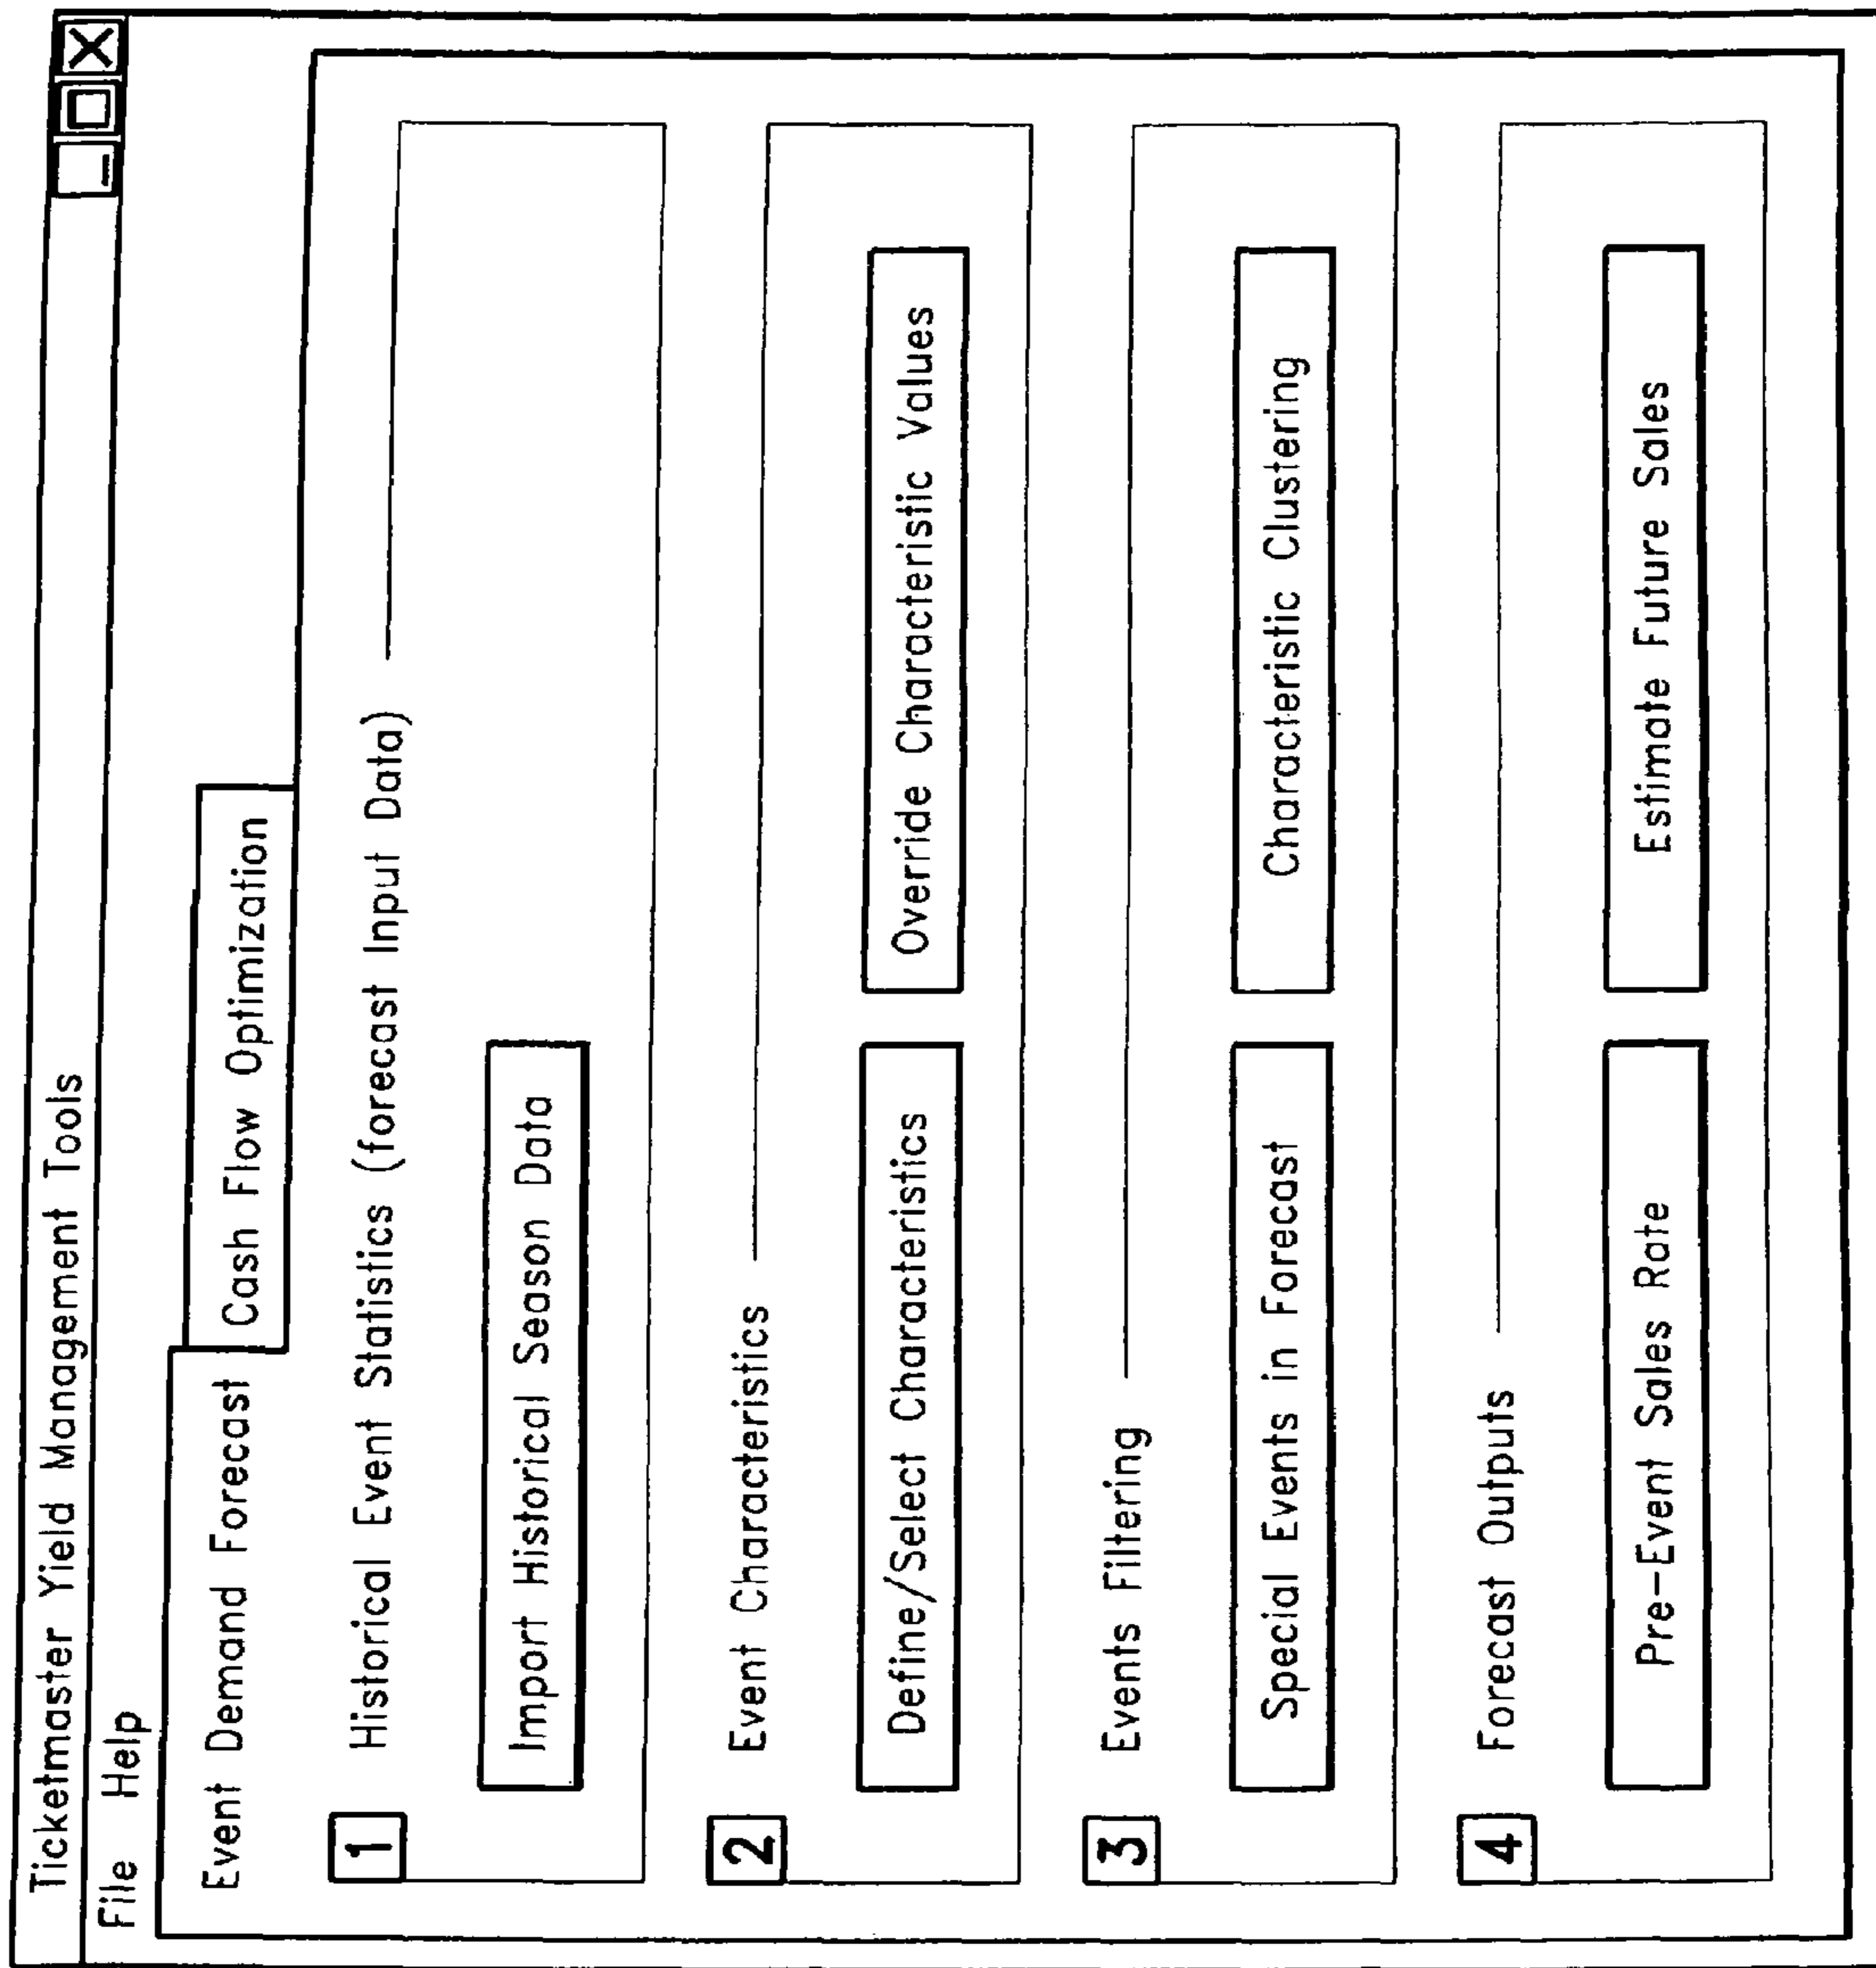 Ticketmaster Yield Management Tools
File Help
Event Demand Forecast Cash Flow Optimization
1 Historical Event Statistics (forecast Input Data)
Import Historical Season Data
2 Event Characteristics
Define/Select Characteristics Override Characteristic Values
3 Events Filtering
Special Events in Forecast Characteristic Clustering
4 Forecast Outputs
Pre-Event Sales Rate Estimate Future Sales